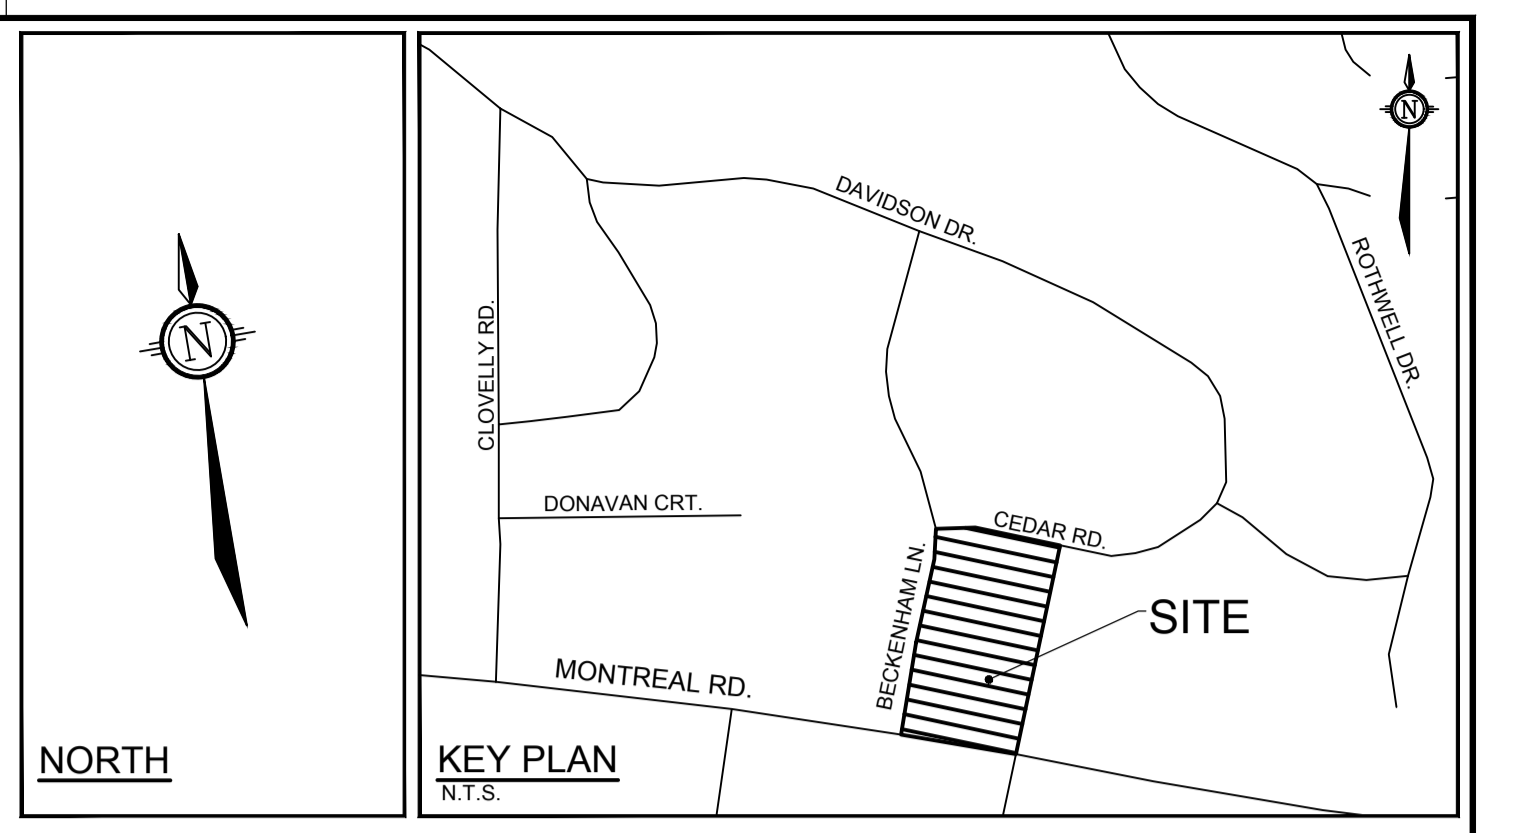 N
NORTH
N
DAVIDSON DR.
ROTHWELL DR.
CLOVELLY RD.
DONAVAN CRT.
CEDAR RD.
BECKENHAM LN.
SITE
MONTREAL RD.
KEY PLAN
N.T.S.